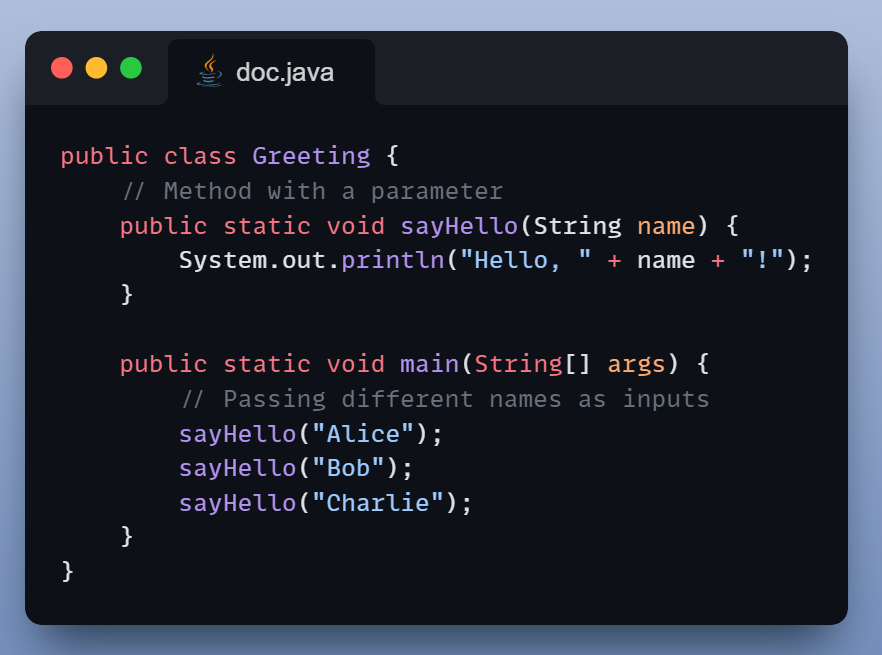 doc.java
public class Greeting {
    // Method with a parameter
    public static void sayHello(String name) {
        System.out.println("Hello, " + name + "!");
    }

    public static void main(String[] args) {
        // Passing different names as inputs
        sayHello("Alice");
        sayHello("Bob");
        sayHello("Charlie");
    }
}